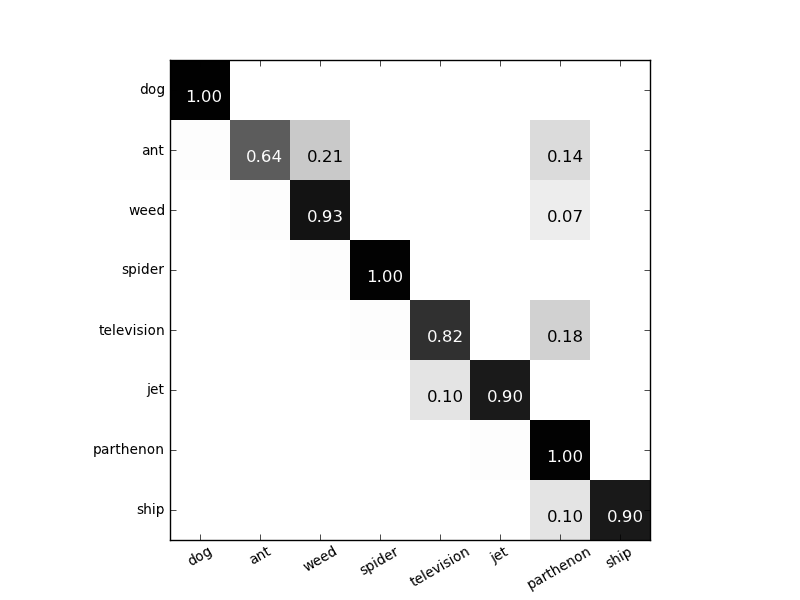 dog 1.00
ant 0.64 0.21 0.14
weed 0.93 0.07
spider 1.00
television 0.82 0.18
jet 0.10 0.90
parthenon 1.00
ship 0.10 0.90
dog ant weed spider television jet parthenon ship